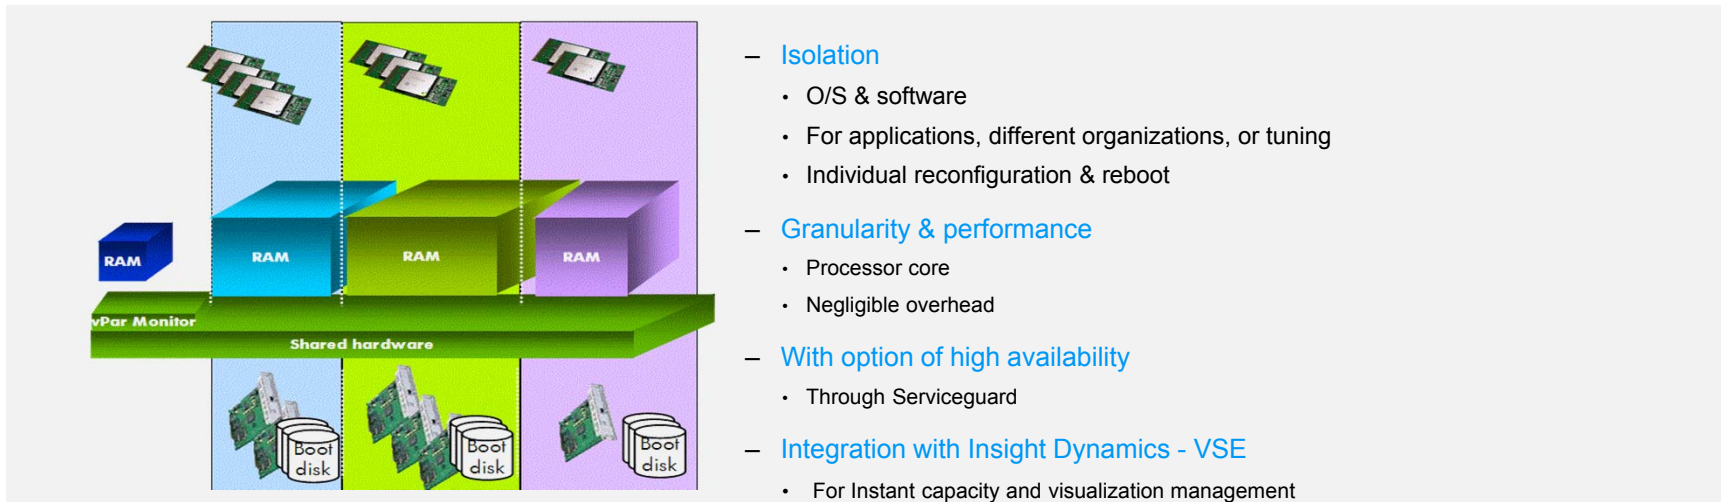 RAM
RAM
RAM
RAM
vPar Monitor
Shared hardware
Boot
disk
Boot
disk
Boot
disk
– Isolation
• O/S & software
• For applications, different organizations, or tuning
• Individual reconfiguration & reboot
– Granularity & performance
• Processor core
• Negligible overhead
– With option of high availability
• Through Serviceguard
– Integration with Insight Dynamics - VSE
• For Instant capacity and visualization management